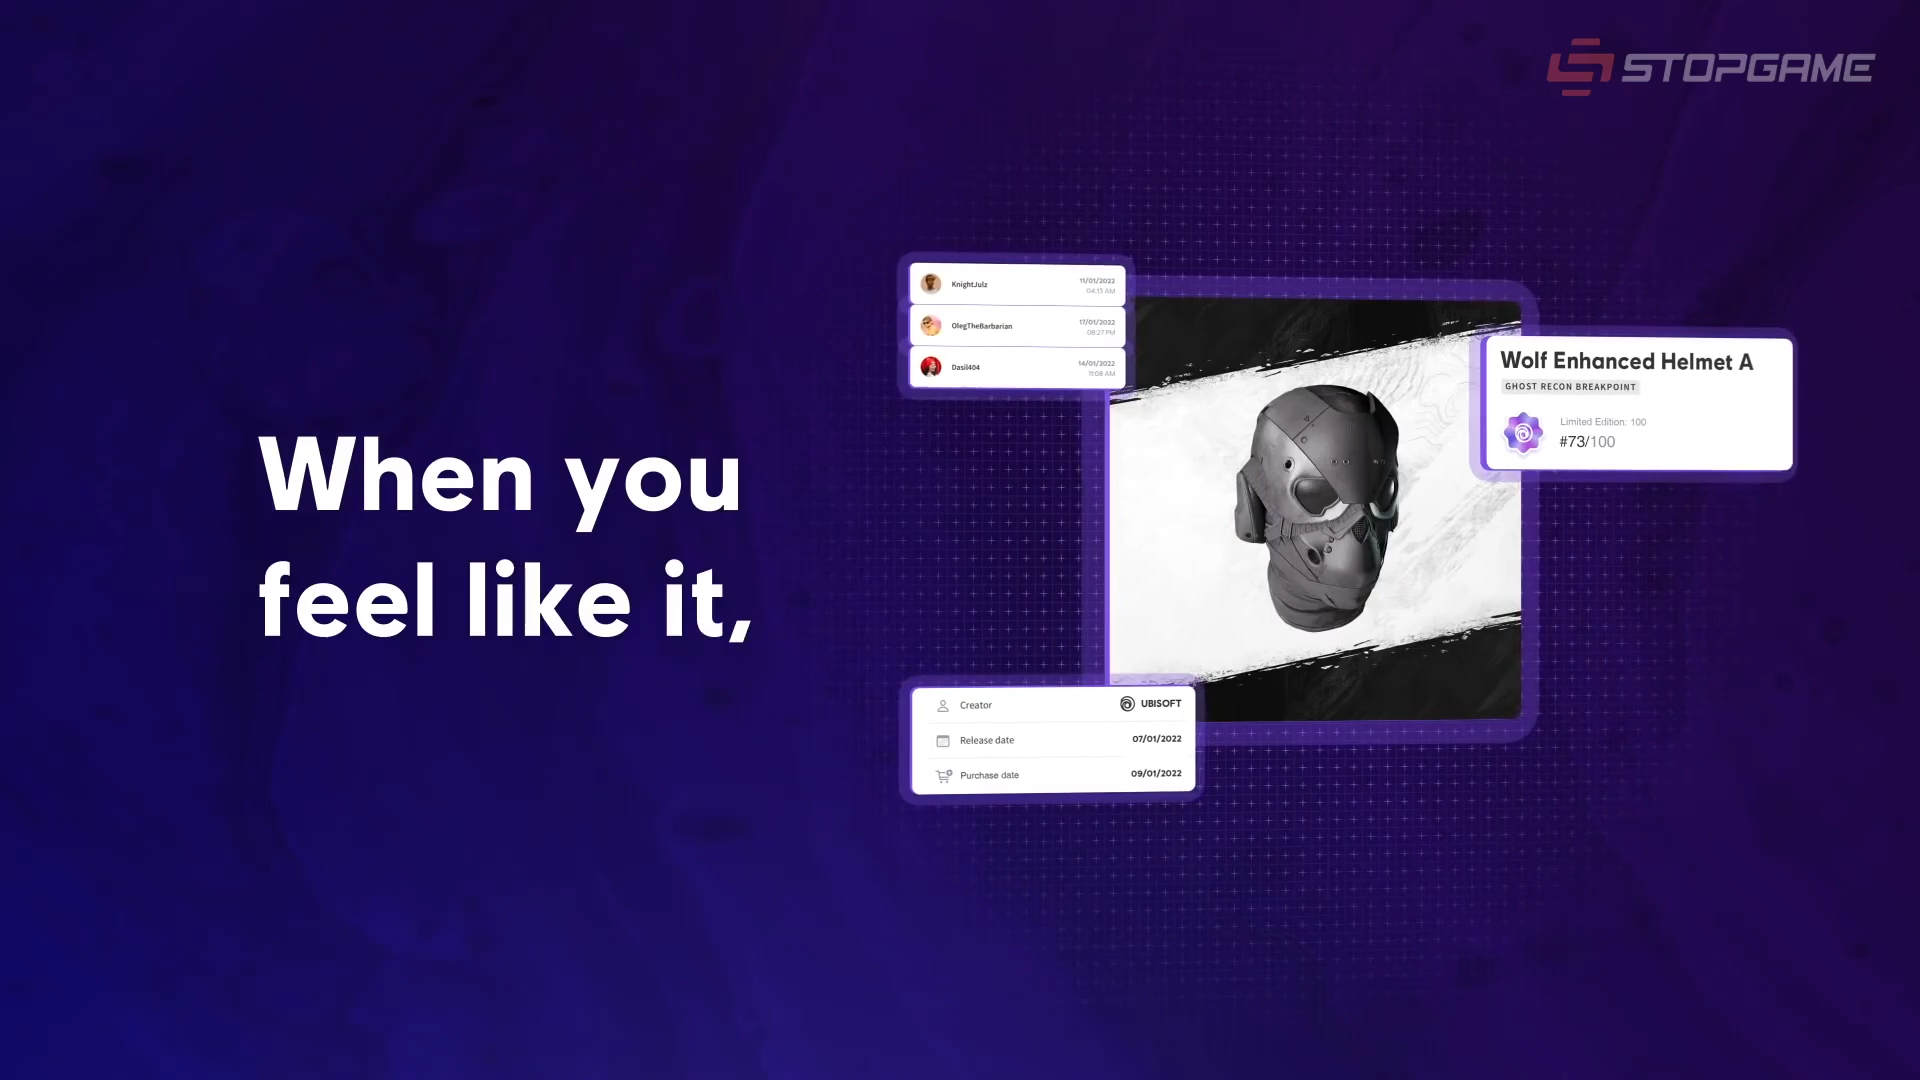 STOPGAME
When you
feel like it,
KnightJulz
11/01/2022
04:15 AM
OlegTheBarbarian
17/01/2022
08:27 PM
Dasil404
14/01/2022
11:08 AM
Wolf Enhanced Helmet A
GHOST RECON BREAKPOINT
Limited Edition: 100
#73/100
Creator
UBISOFT
Release date
07/01/2022
Purchase date
09/01/2022